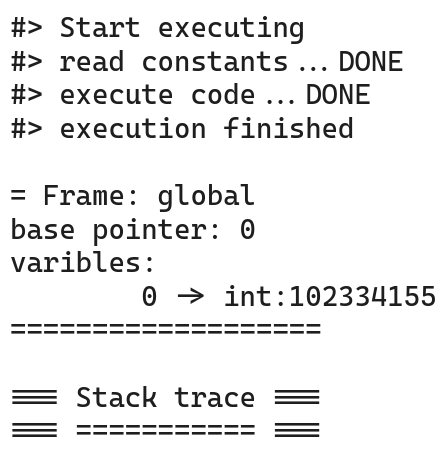 #> Start executing
#> read constants ... DONE
#> execute code ... DONE
#> execution finished
= Frame: global
base pointer: 0
varibles:
0 -> int:102334155
===================
=== Stack trace ===
=== =========== ===